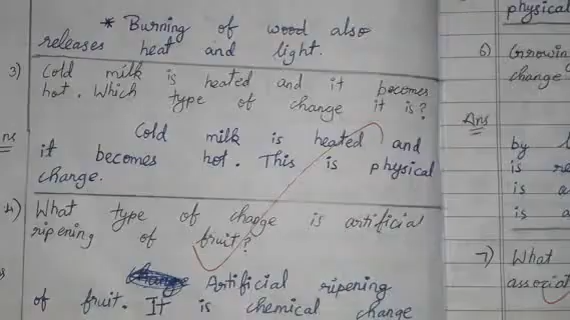 * Burning of wood also
releases heat and light.
3) Cold milk is heated and it becomes
hot. Which type of change it is?
Cold milk is heated and
it becomes hot. This is physical
change.
4) What type of change is artificial
ripening of fruit?
Artificial ripening
of fruit. It is chemical change
physical
6)
change
Ans
by
is
is a
is a
7) What